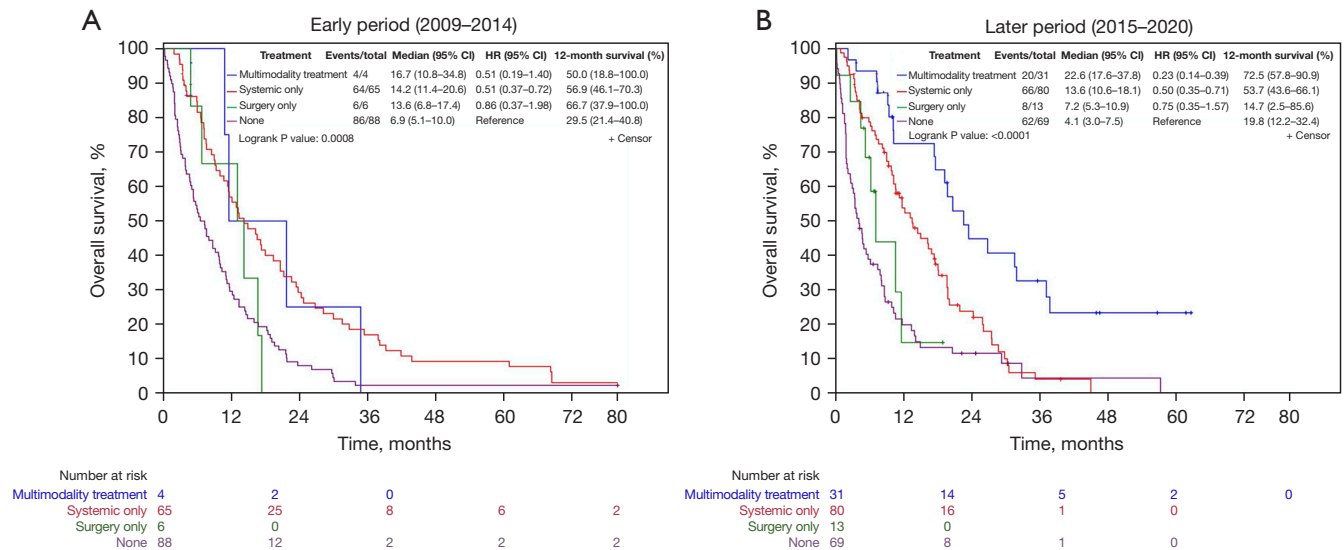 A
Early period (2009–2014)
Treatment Events/total Median (95% CI) HR (95% CI) 12-month survival (%)
Multimodality treatment 4/4 16.7 (10.8–34.8) 0.51 (0.19–1.40) 50.0 (18.8–100.0)
Systemic only 64/65 14.2 (11.4–20.6) 0.51 (0.37–0.72) 56.9 (46.1–70.3)
Surgery only 6/6 13.6 (6.8–17.4) 0.86 (0.37–1.98) 66.7 (37.9–100.0)
None 86/88 6.9 (5.1–10.0) Reference 29.5 (21.4–40.8)
Logrank P value: 0.0008 + Censor
Overall survival, %
100
90
80
70
60
50
40
30
20
10
0
0 12 24 36 48 60 72 80
Time, months
Number at risk
Multimodality treatment 4 2 0
Systemic only 65 25 8 6 2
Surgery only 6 0
None 88 12 2 2 2
B
Later period (2015–2020)
Treatment Events/total Median (95% CI) HR (95% CI) 12-month survival (%)
Multimodality treatment 20/31 22.6 (17.6–37.8) 0.23 (0.14–0.39) 72.5 (57.8–90.9)
Systemic only 66/80 13.6 (10.6–18.1) 0.50 (0.35–0.71) 53.7 (43.6–66.1)
Surgery only 8/13 7.2 (5.3–10.9) 0.75 (0.35–1.57) 14.7 (2.5–85.6)
None 62/69 4.1 (3.0–7.5) Reference 19.8 (12.2–32.4)
Logrank P value: <0.0001 + Censor
Overall survival, %
100
90
80
70
60
50
40
30
20
10
0
0 12 24 36 48 60 72 80
Time, months
Number at risk
Multimodality treatment 31 14 5 2 0
Systemic only 80 16 1 0
Surgery only 13 0
None 69 8 1 0